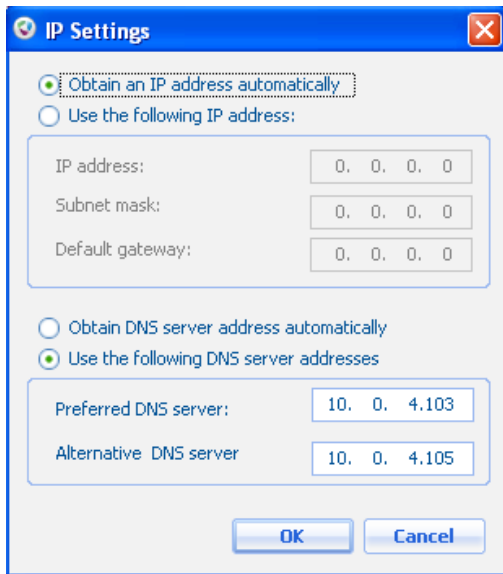 IP Settings
Obtain an IP address automatically
Use the following IP address:
IP address: 0. 0. 0. 0
Subnet mask: 0. 0. 0. 0
Default gateway: 0. 0. 0. 0
Obtain DNS server address automatically
Use the following DNS server addresses
Preferred DNS server: 10. 0. 4.103
Alternative DNS server 10. 0. 4.105
OK Cancel